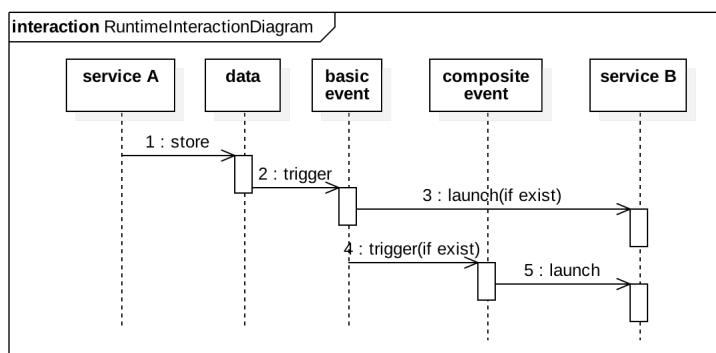 interaction RuntimeInteractionDiagram
service A
data
basic
event
composite
event
service B
1 : store
2 : trigger
3 : launch(if exist)
4 : trigger(if exist)
5 : launch